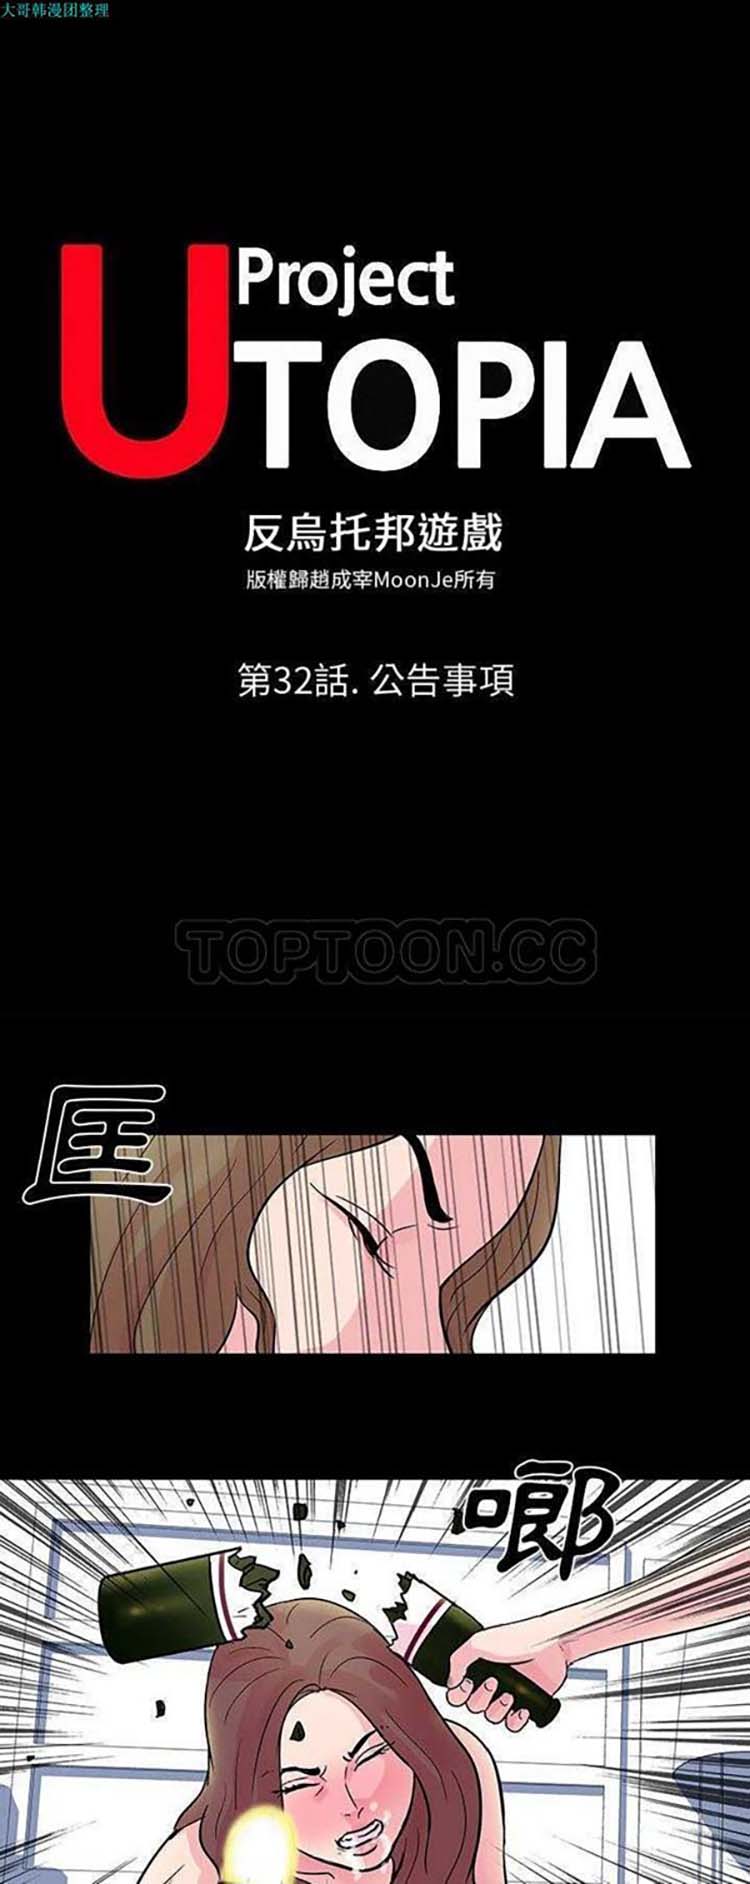 大哥韩漫团整理
Project
UTOPIA
反烏托邦遊戲
版權歸趙成宰MoonJe所有
第32話. 公告事項
TOPTOON.CC
匡
啷